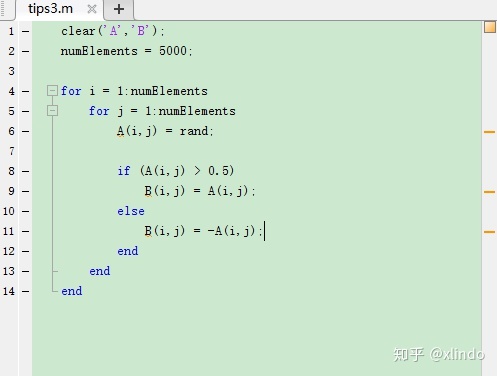 tips3.m
1 – clear('A','B');
2 – numElements = 5000;
3
4 – for i = 1:numElements
5 – for j = 1:numElements
6 – A(i,j) = rand;
7
8 – if (A(i,j) > 0.5)
9 – B(i,j) = A(i,j);
10 – else
11 – B(i,j) = -A(i,j);
12 – end
13 – end
14 – end
知乎 @xlindo